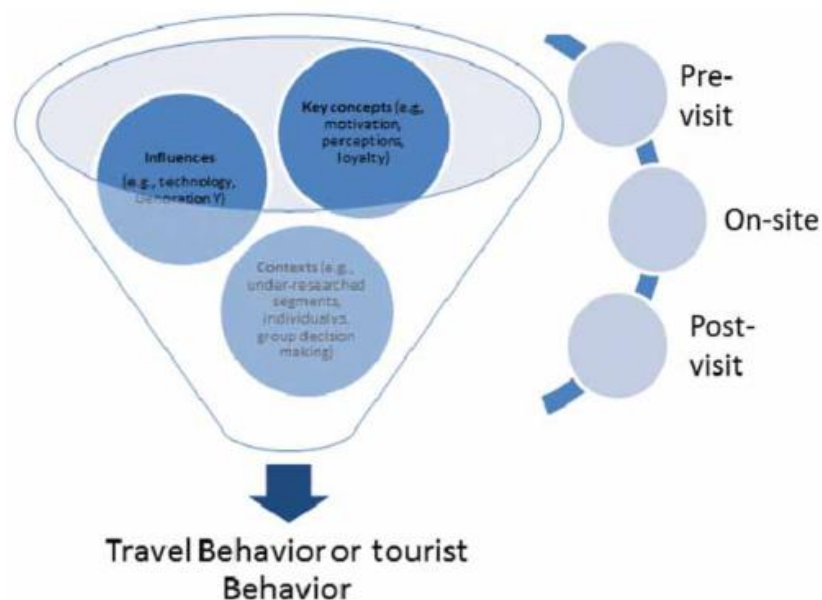 Key concepts (e.g.,
motivation,
perceptions,
loyalty)
Influences
(e.g., technology,
Generation Y)
Contexts (e.g.,
under-researched
segments,
individual vs.
group decision
making)
Pre-
visit
On-site
Post-
visit
Travel Behavior or tourist
Behavior